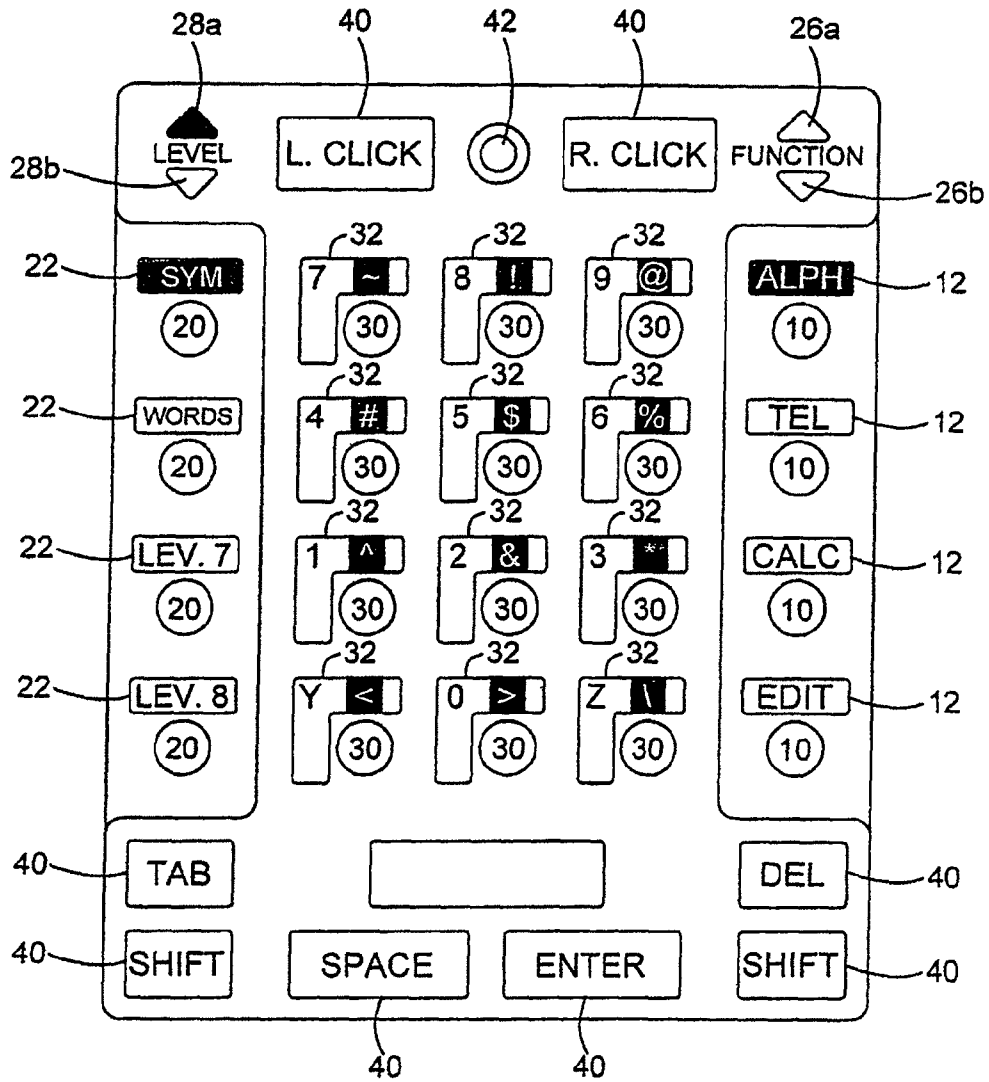 28a 40 42 40 26a
LEVEL L. CLICK R. CLICK FUNCTION
28b 26b
32 32 32
22 SYM 7 ~ 8 ! 9 @ ALPH 12
20 30 30 30 10
32 32 32
22 WORDS 4 # 5 $ 6 % TEL 12
20 30 30 30 10
32 32 32
22 LEV. 7 1 ^ 2 & 3 * CALC 12
20 30 30 30 10
32 32 32
22 LEV. 8 Y < 0 > Z \ EDIT 12
20 30 30 30 10
40 TAB DEL 40
40 SHIFT SPACE ENTER SHIFT 40
40 40